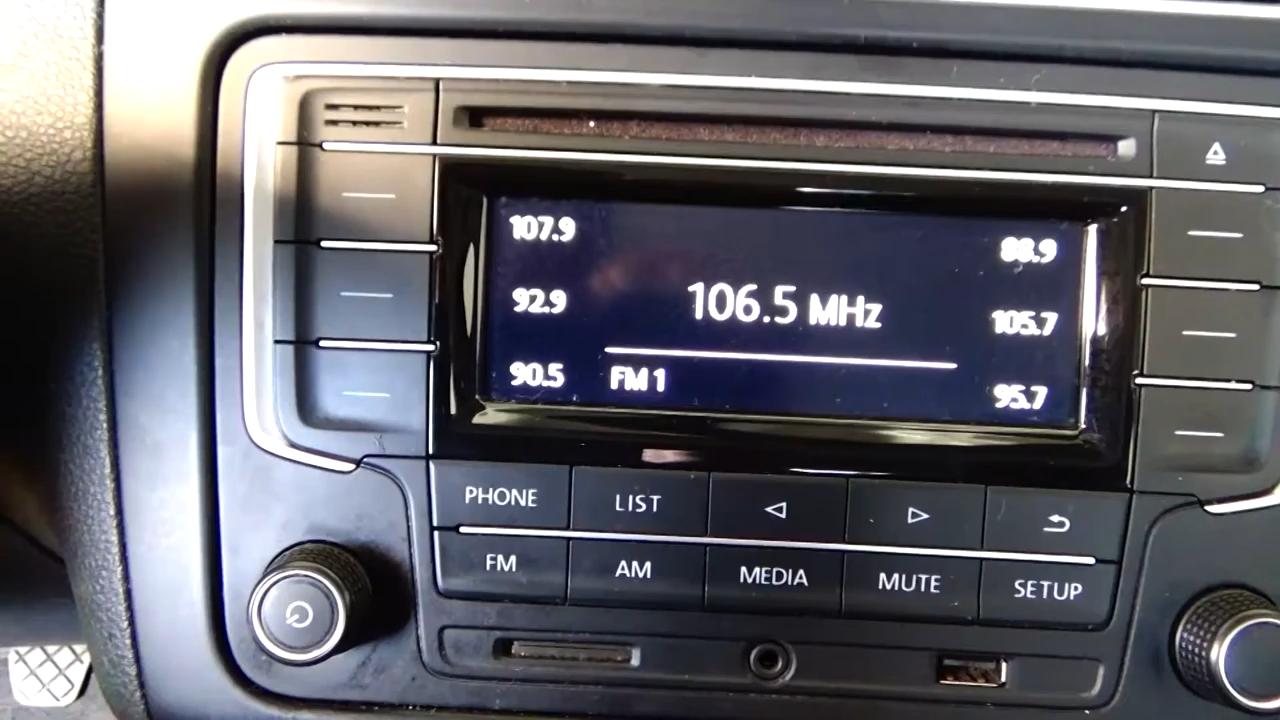 107.9
88.9
92.9
106.5 MHz
105.7
90.5
FM 1
95.7
PHONE
LIST
FM
AM
MEDIA
MUTE
SETUP